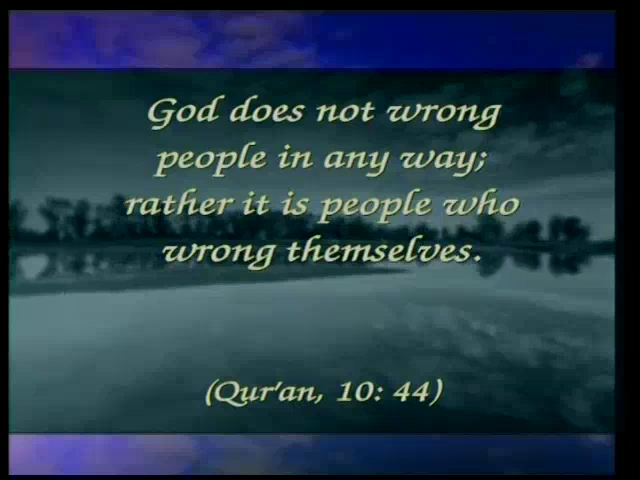 God does not wrong
people in any way;
rather it is people who
wrong themselves.
(Qur'an, 10: 44)